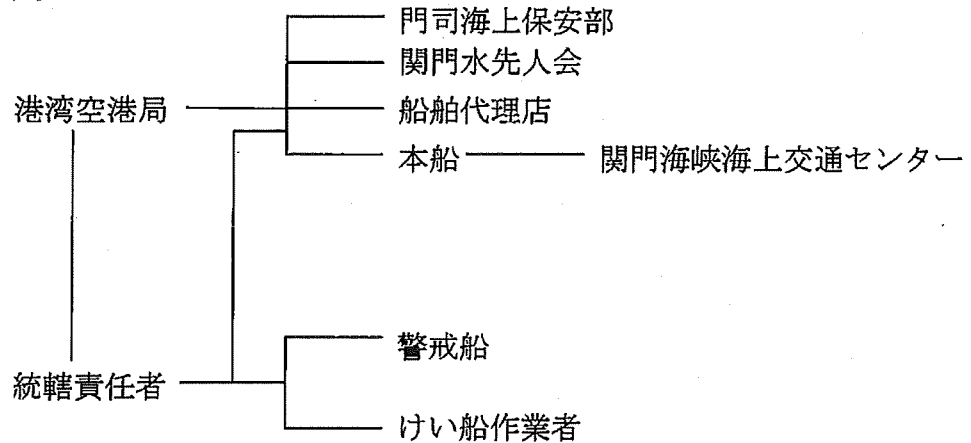 門司海上保安部
関門水先人会
港湾空港局
船舶代理店
本船
関門海峡海上交通センター
警戒船
統轄責任者
けい船作業者